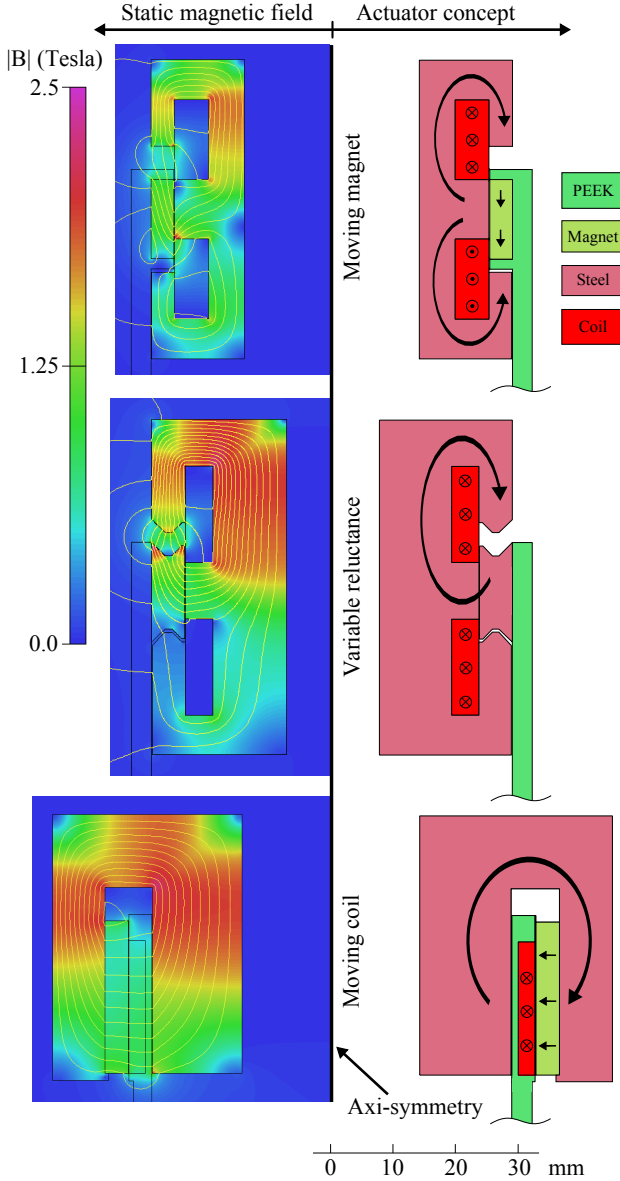 Static magnetic field
Actuator concept
|B| (Tesla)
2.5
1.25
0.0
Moving magnet
PEEK
Magnet
Steel
Coil
Variable reluctance
Moving coil
Axi-symmetry
0 10 20 30 mm